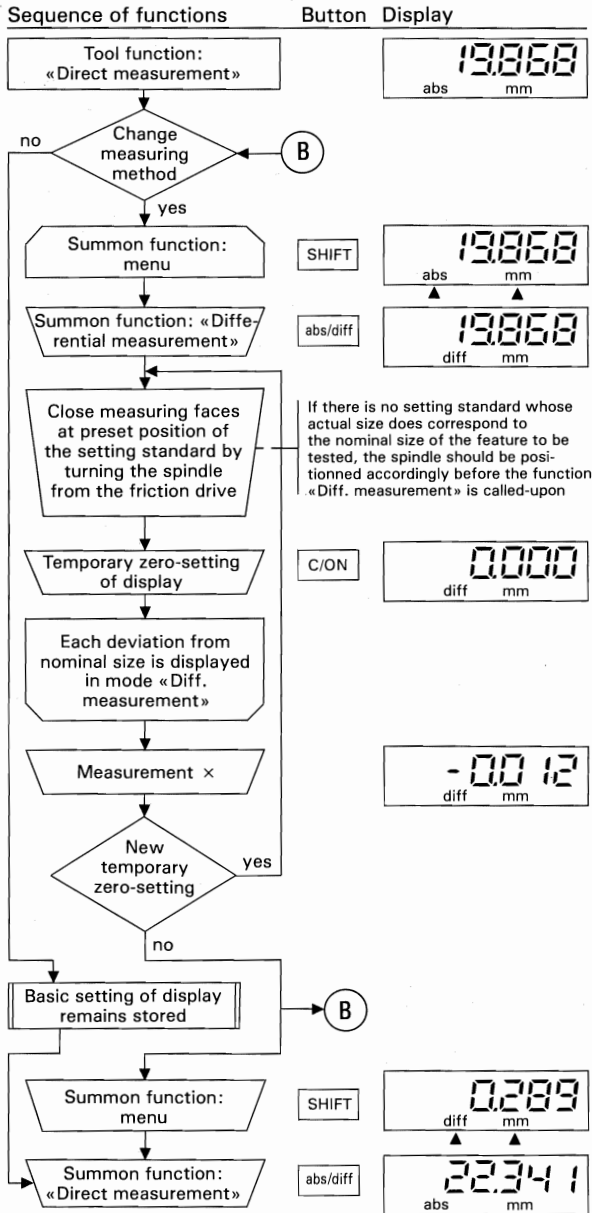 Sequence of functions Button Display
Tool function:
«Direct measurement»
19.868
abs mm
no
Change
measuring
method
B
yes
Summon function:
menu
SHIFT
19.868
abs mm
Summon function: «Diffe-
rential measurement»
abs/diff
19.868
diff mm
Close measuring faces
at preset position of
the setting standard by
turning the spindle
from the friction drive
If there is no setting standard whose
actual size does correspond to
the nominal size of the feature to be
tested, the spindle should be posi-
tionned accordingly before the function
«Diff. measurement» is called-upon
Temporary zero-setting
of display
C/ON
0.000
diff mm
Each deviation from
nominal size is displayed
in mode «Diff.
measurement»
Measurement ×
-0.012
diff mm
New
temporary
zero-setting
yes
no
Basic setting of display
remains stored
B
Summon function:
menu
SHIFT
0.289
diff mm
Summon function:
«Direct measurement»
abs/diff
22.341
abs mm